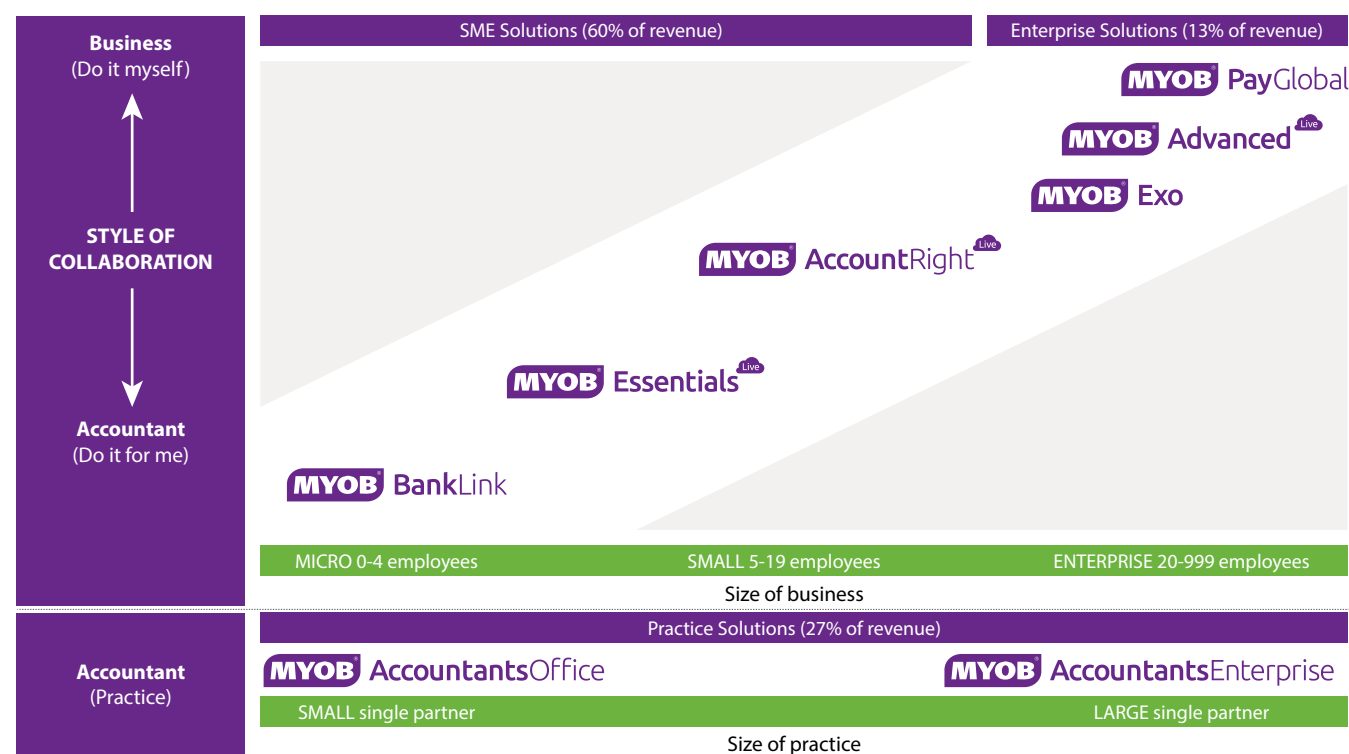 Business
(Do it myself)
STYLE OF
COLLABORATION
Accountant
(Do it for me)
SME Solutions (60% of revenue)
Enterprise Solutions (13% of revenue)
MYOB® PayGlobal
MYOB® Advanced Live
MYOB® Exo
MYOB® AccountRight Live
MYOB® Essentials Live
MYOB® BankLink
MICRO 0-4 employees SMALL 5-19 employees ENTERPRISE 20-999 employees
Size of business
Accountant
(Practice)
Practice Solutions (27% of revenue)
MYOB® AccountantsOffice MYOB® AccountantsEnterprise
SMALL single partner LARGE single partner
Size of practice